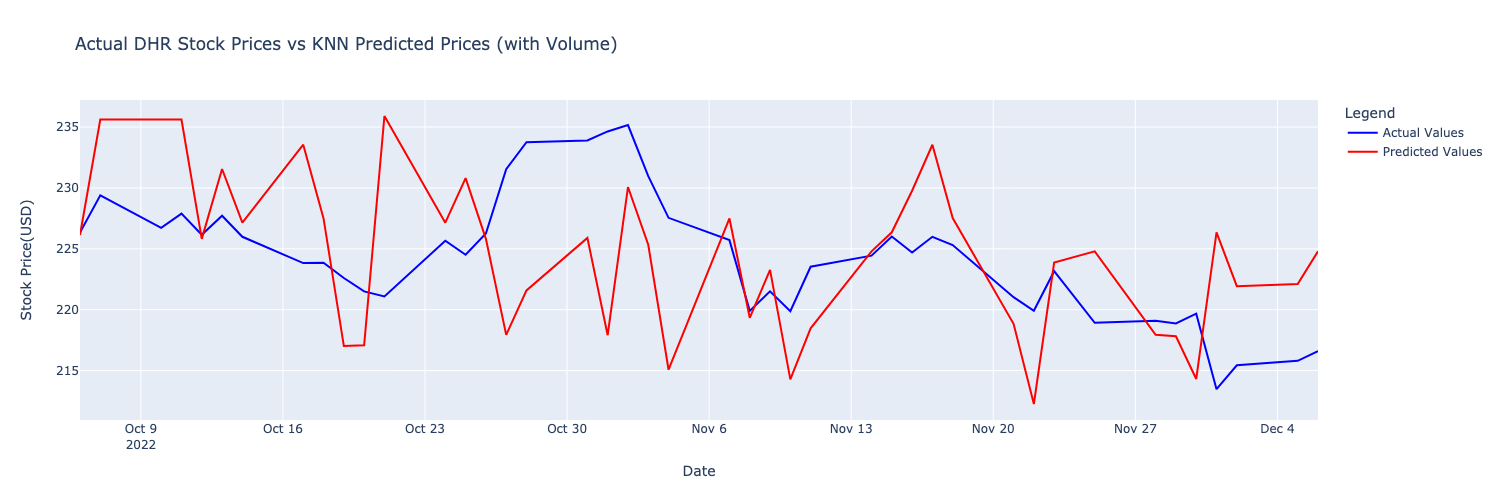 Actual DHR Stock Prices vs KNN Predicted Prices (with Volume)
Legend
Actual Values
Predicted Values
Stock Price(USD)
235
230
225
220
215
Oct 9
2022
Oct 16
Oct 23
Oct 30
Nov 6
Nov 13
Nov 20
Nov 27
Dec 4
Date